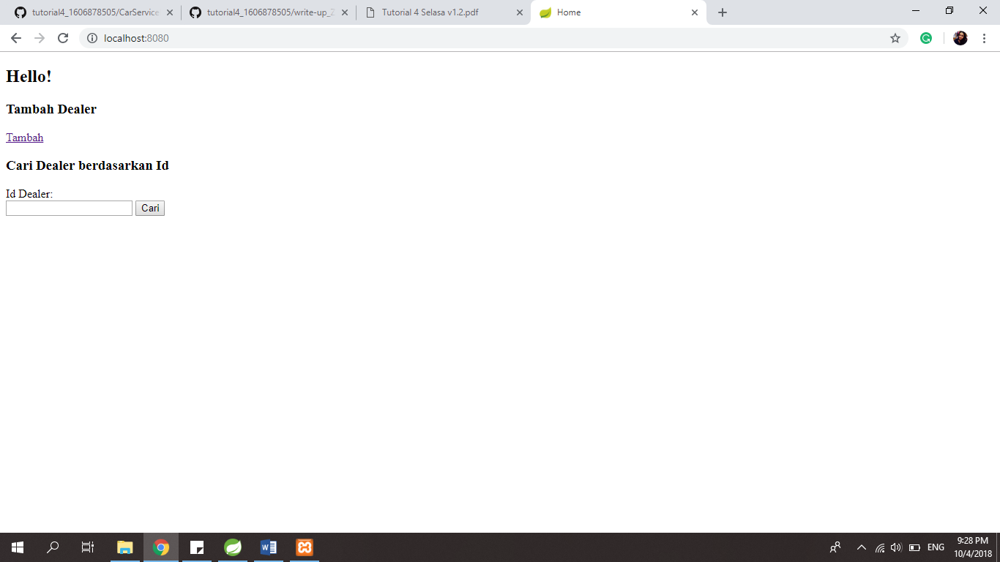 tutorial4_1606878505/CarService
tutorial4_1606878505/write-up_Z
Tutorial 4 Selasa v1.2.pdf
Home
localhost:8080
Hello!
Tambah Dealer
Tambah
Cari Dealer berdasarkan Id
Id Dealer:
Cari
ENG
9:28 PM
10/4/2018